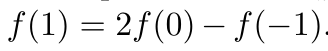 f(1) = 2f(0) − f(−1).